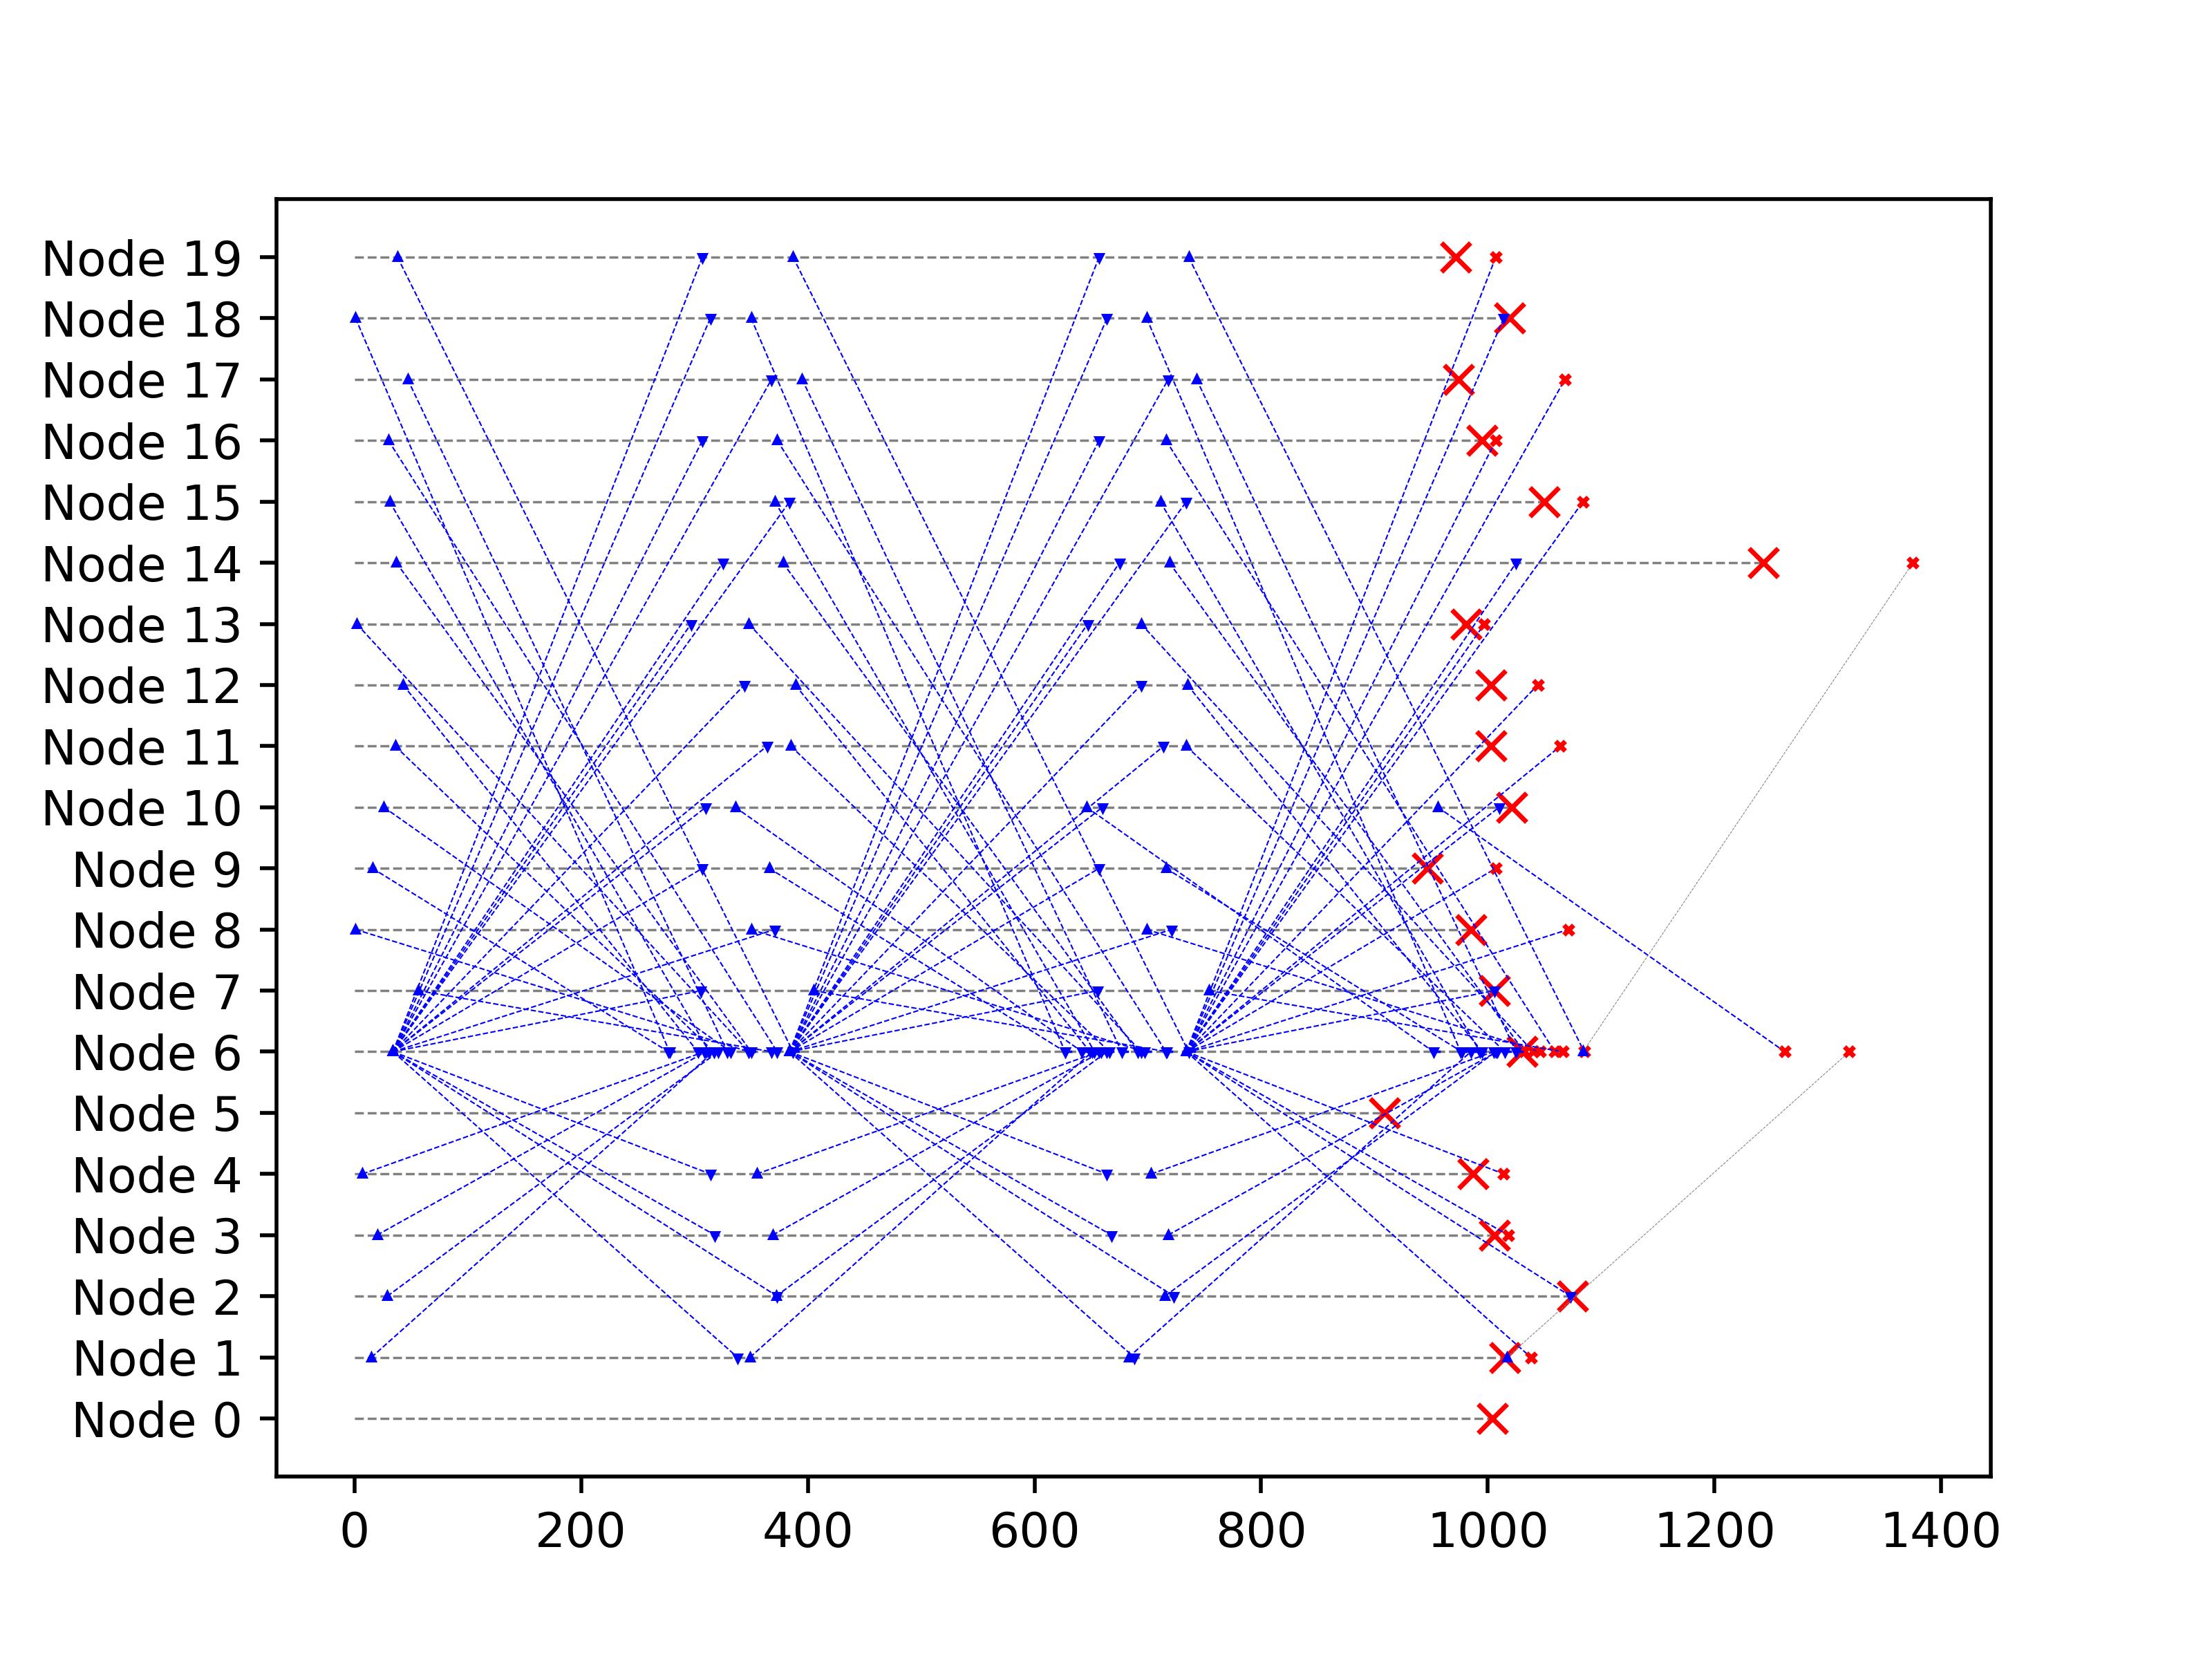 Node 19
Node 18
Node 17
Node 16
Node 15
Node 14
Node 13
Node 12
Node 11
Node 10
Node 9
Node 8
Node 7
Node 6
Node 5
Node 4
Node 3
Node 2
Node 1
Node 0
0 200 400 600 800 1000 1200 1400